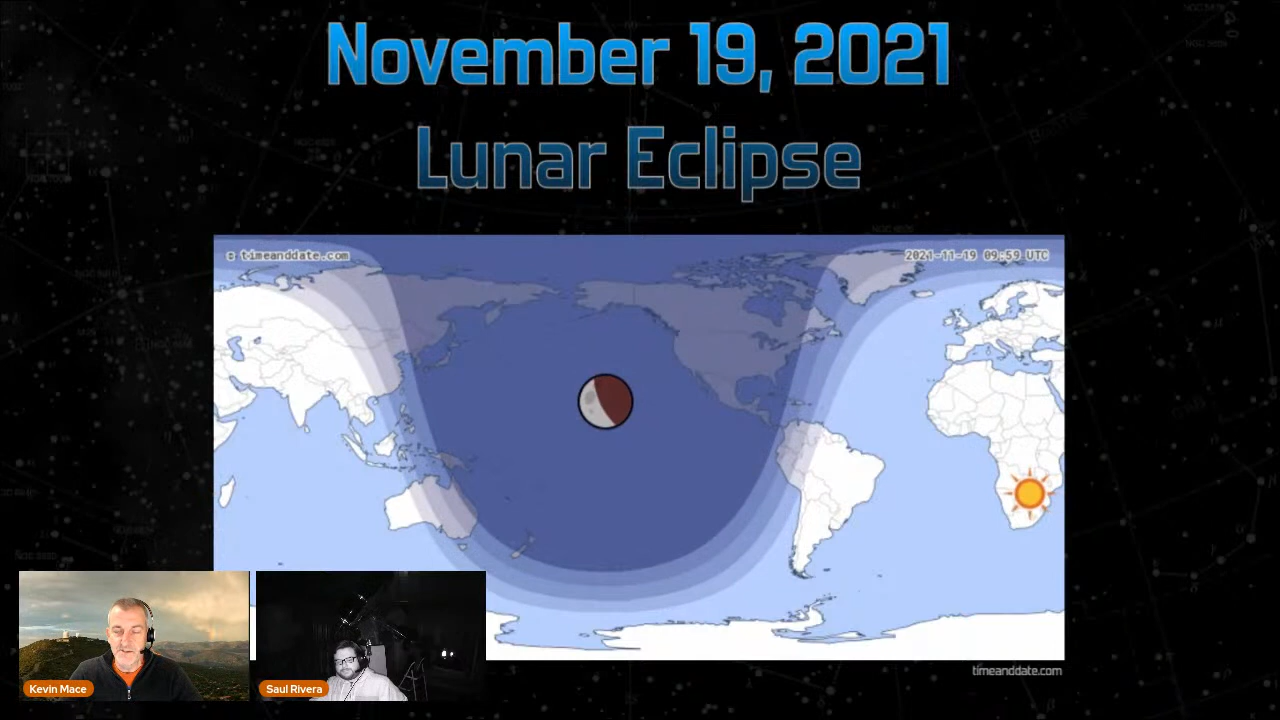 November 19, 2021
Lunar Eclipse
: timeanddate.com
2021-11-19 09:59 UTC
Kevin Mace
Saul Rivera
timeanddate.com